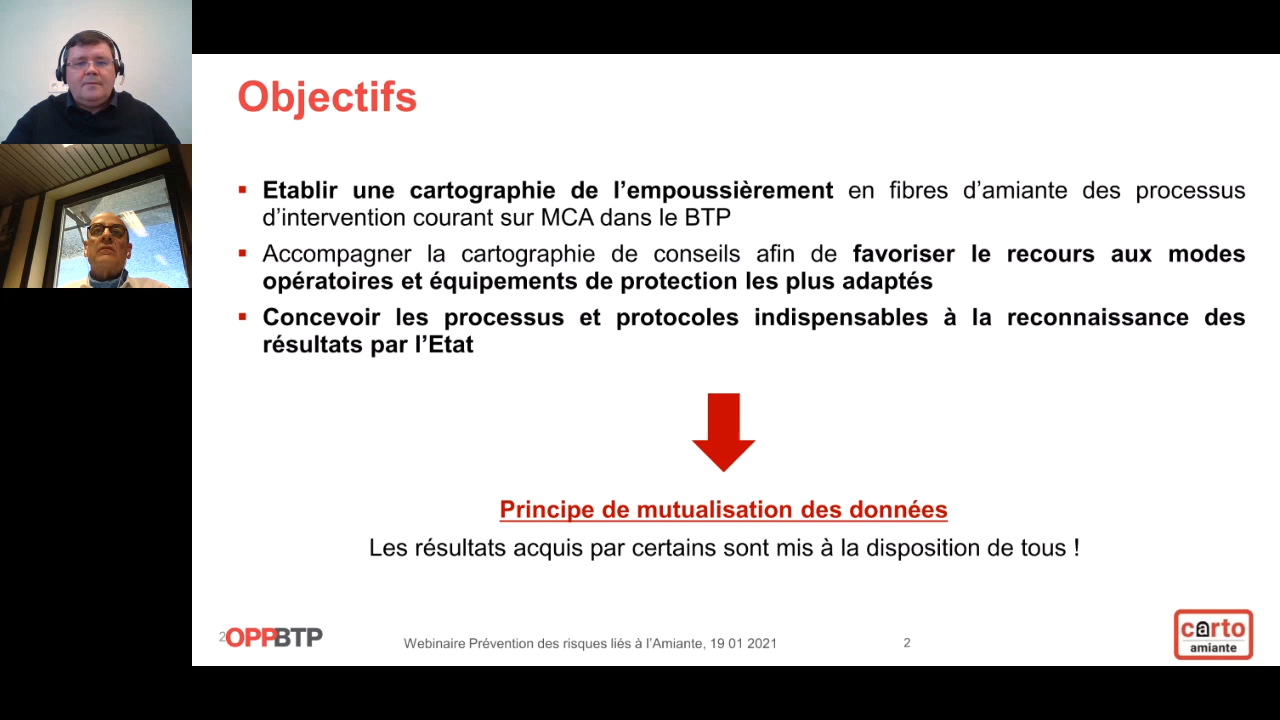 Objectifs
▪ Etablir une cartographie de l’empoussièrement en fibres d’amiante des processus
d’intervention courant sur MCA dans le BTP
▪ Accompagner la cartographie de conseils afin de favoriser le recours aux modes
opératoires et équipements de protection les plus adaptés
▪ Concevoir les processus et protocoles indispensables à la reconnaissance des
résultats par l’Etat
Principe de mutualisation des données
Les résultats acquis par certains sont mis à la disposition de tous !
2
OPPBTP
Webinaire Prévention des risques liés à l’Amiante, 19 01 2021
2
carto
amiante